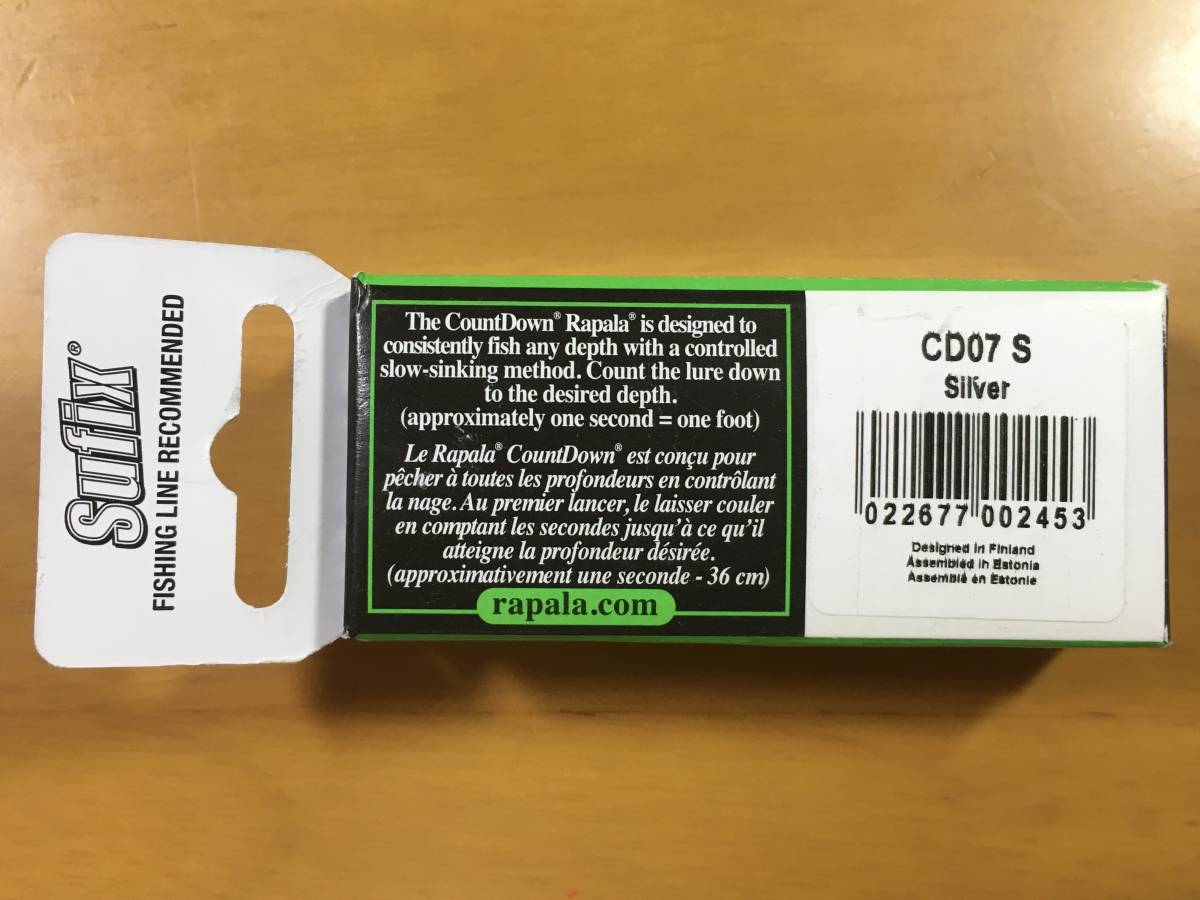 Sufix®
FISHING LINE RECOMMENDED
The CountDown® Rapala® is designed to
consistently fish any depth with a controlled
slow-sinking method. Count the lure down
to the desired depth.
(approximately one second = one foot)
Le Rapala® CountDown® est conçu pour
pêcher à toutes les profondeurs en contrôlant
la nage. Au premier lancer, le laisser couler
en comptant les secondes jusqu'à ce qu'il
atteigne la profondeur désirée.
(approximativement une seconde - 36 cm)
rapala.com
CD07 S
Silver
022677 002453
Designed in Finland
Assembled in Estonia
Assemblé en Estonie